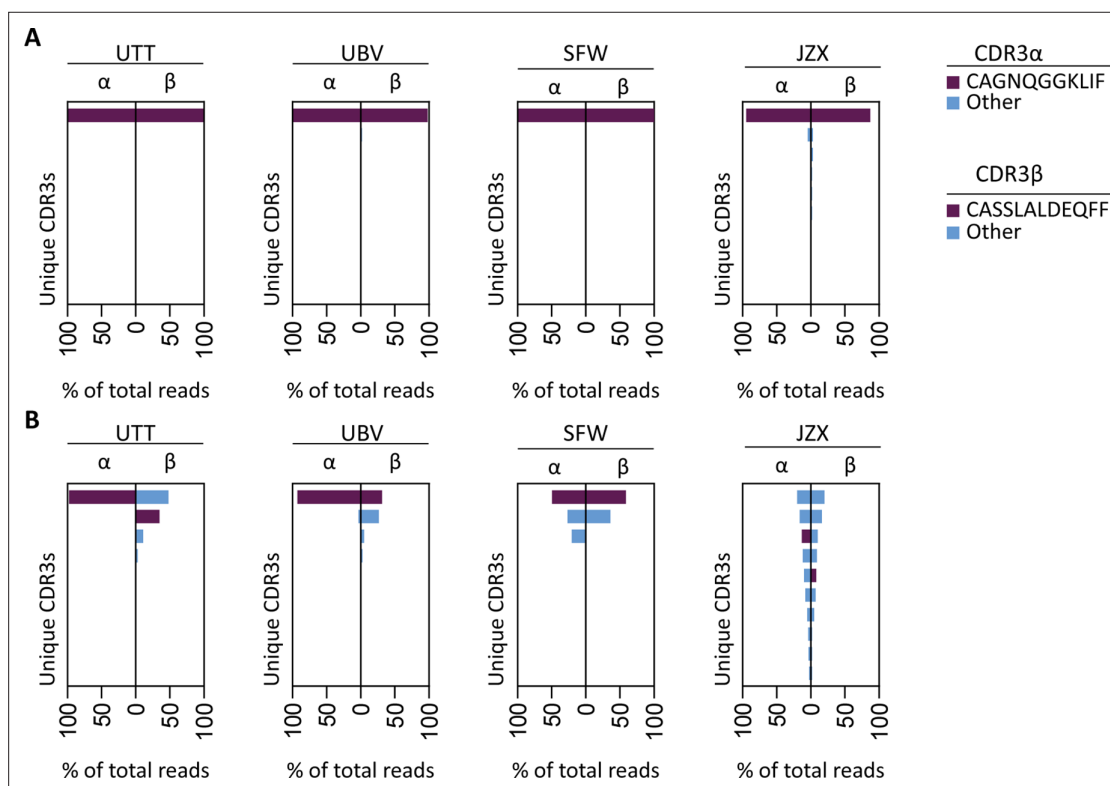 A
UTT UBV SFW JZX
α β α β α β α β
Unique CDR3s Unique CDR3s Unique CDR3s Unique CDR3s
100 50 0 50 100 100 50 0 50 100 100 50 0 50 100 100 50 0 50 100
% of total reads % of total reads % of total reads % of total reads
CDR3α
CAGNQGGKLIF
Other
CDR3β
CASSLALDEQFF
Other
B
UTT UBV SFW JZX
α β α β α β α β
Unique CDR3s Unique CDR3s Unique CDR3s Unique CDR3s
100 50 0 50 100 100 50 0 50 100 100 50 0 50 100 100 50 0 50 100
% of total reads % of total reads % of total reads % of total reads